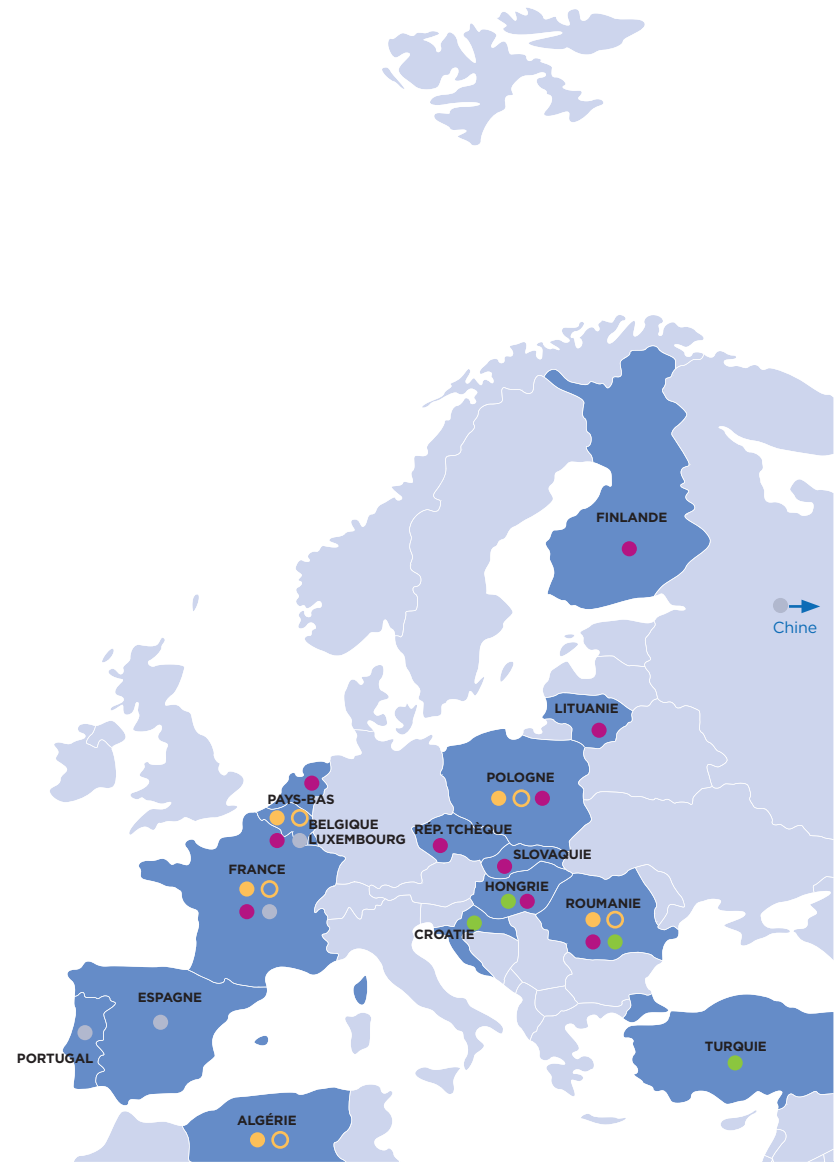 FINLANDE
Chine
LITUANIE
POLOGNE
PAYS-BAS
BELGIQUE
LUXEMBOURG
RÉP. TCHÈQUE
SLOVAQUIE
FRANCE
HONGRIE
ROUMANIE
CROATIE
ESPAGNE
PORTUGAL
TURQUIE
ALGÉRIE